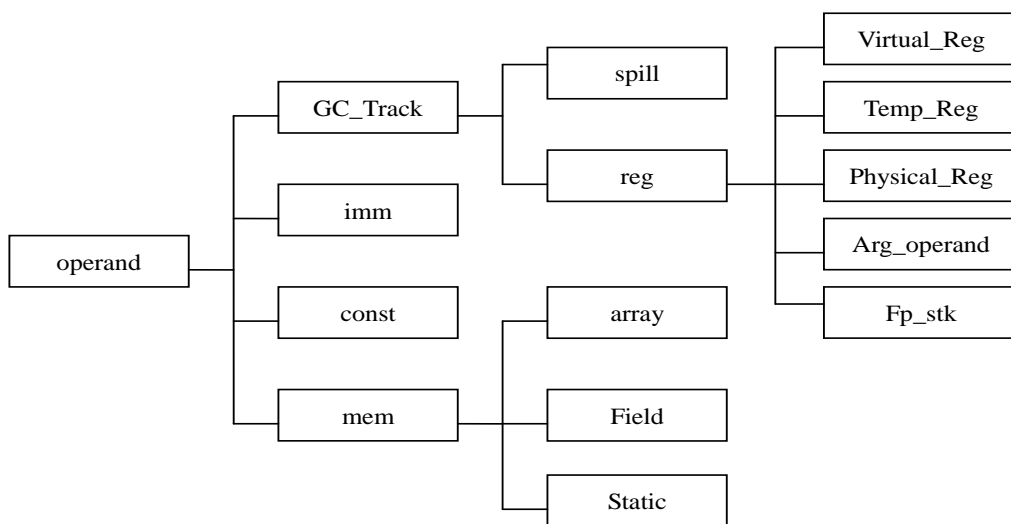 operand
GC_Track
imm
const
mem
spill
reg
array
Field
Static
Virtual_Reg
Temp_Reg
Physical_Reg
Arg_operand
Fp_stk